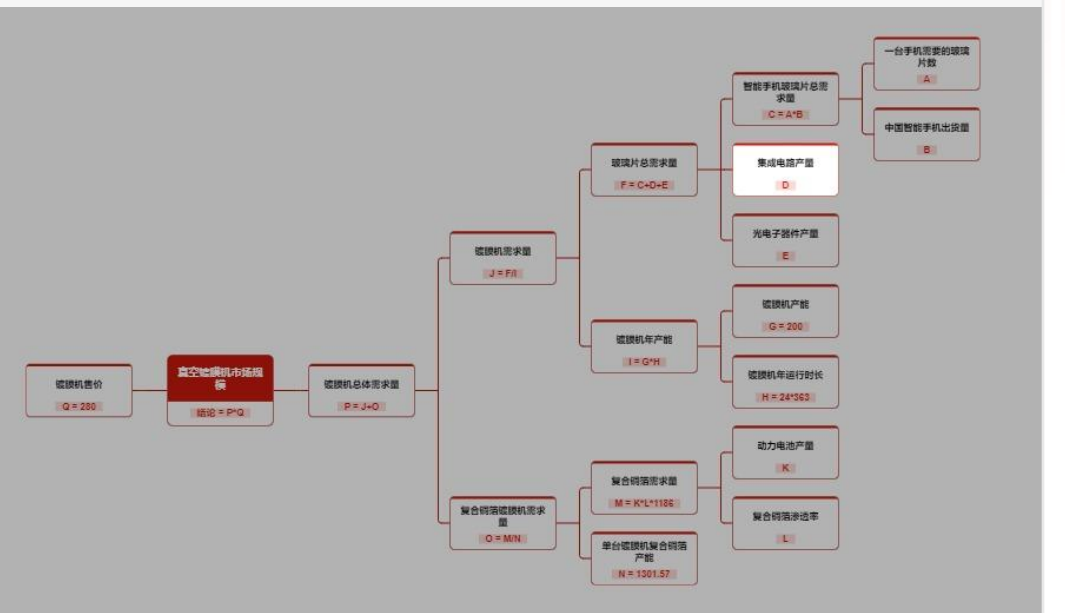 一台手机需要的玻璃
片数
A
智能手机玻璃片总需
求量
C = A*B
中国智能手机出货量
B
玻璃片总需求量
F = C+D+E
集成电路产量
D
光电子器件产量
E
镀膜机需求量
J = F/I
镀膜机产能
G = 200
镀膜机年产能
I = G*H
镀膜机年运行时长
H = 24*363
镀膜机售价
Q = 280
真空镀膜机市场规
模
结论 = P*Q
镀膜机总体需求量
P = J+O
动力电池产量
K
复合铜箔需求量
M = K*L*1186
复合铜箔渗透率
L
复合铜箔镀膜机需求
量
O = M/N
单台镀膜机复合铜箔
产能
N = 1301.57